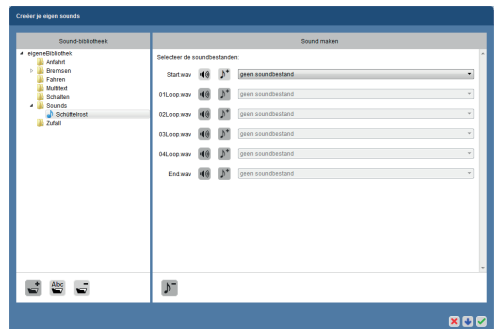 Creëer je eigen sounds
Sound-bibliotheek
Sound maken
eigeneBibliothek
Anfahrt
Bremsen
Fahren
Multitext
Schalten
Sounds
Schüttelrost
Zufall
Selecteer de soundbestanden:
Start.wav geen soundbestand
01Loop.wav geen soundbestand
02Loop.wav geen soundbestand
03Loop.wav geen soundbestand
04Loop.wav geen soundbestand
End.wav geen soundbestand
Abc